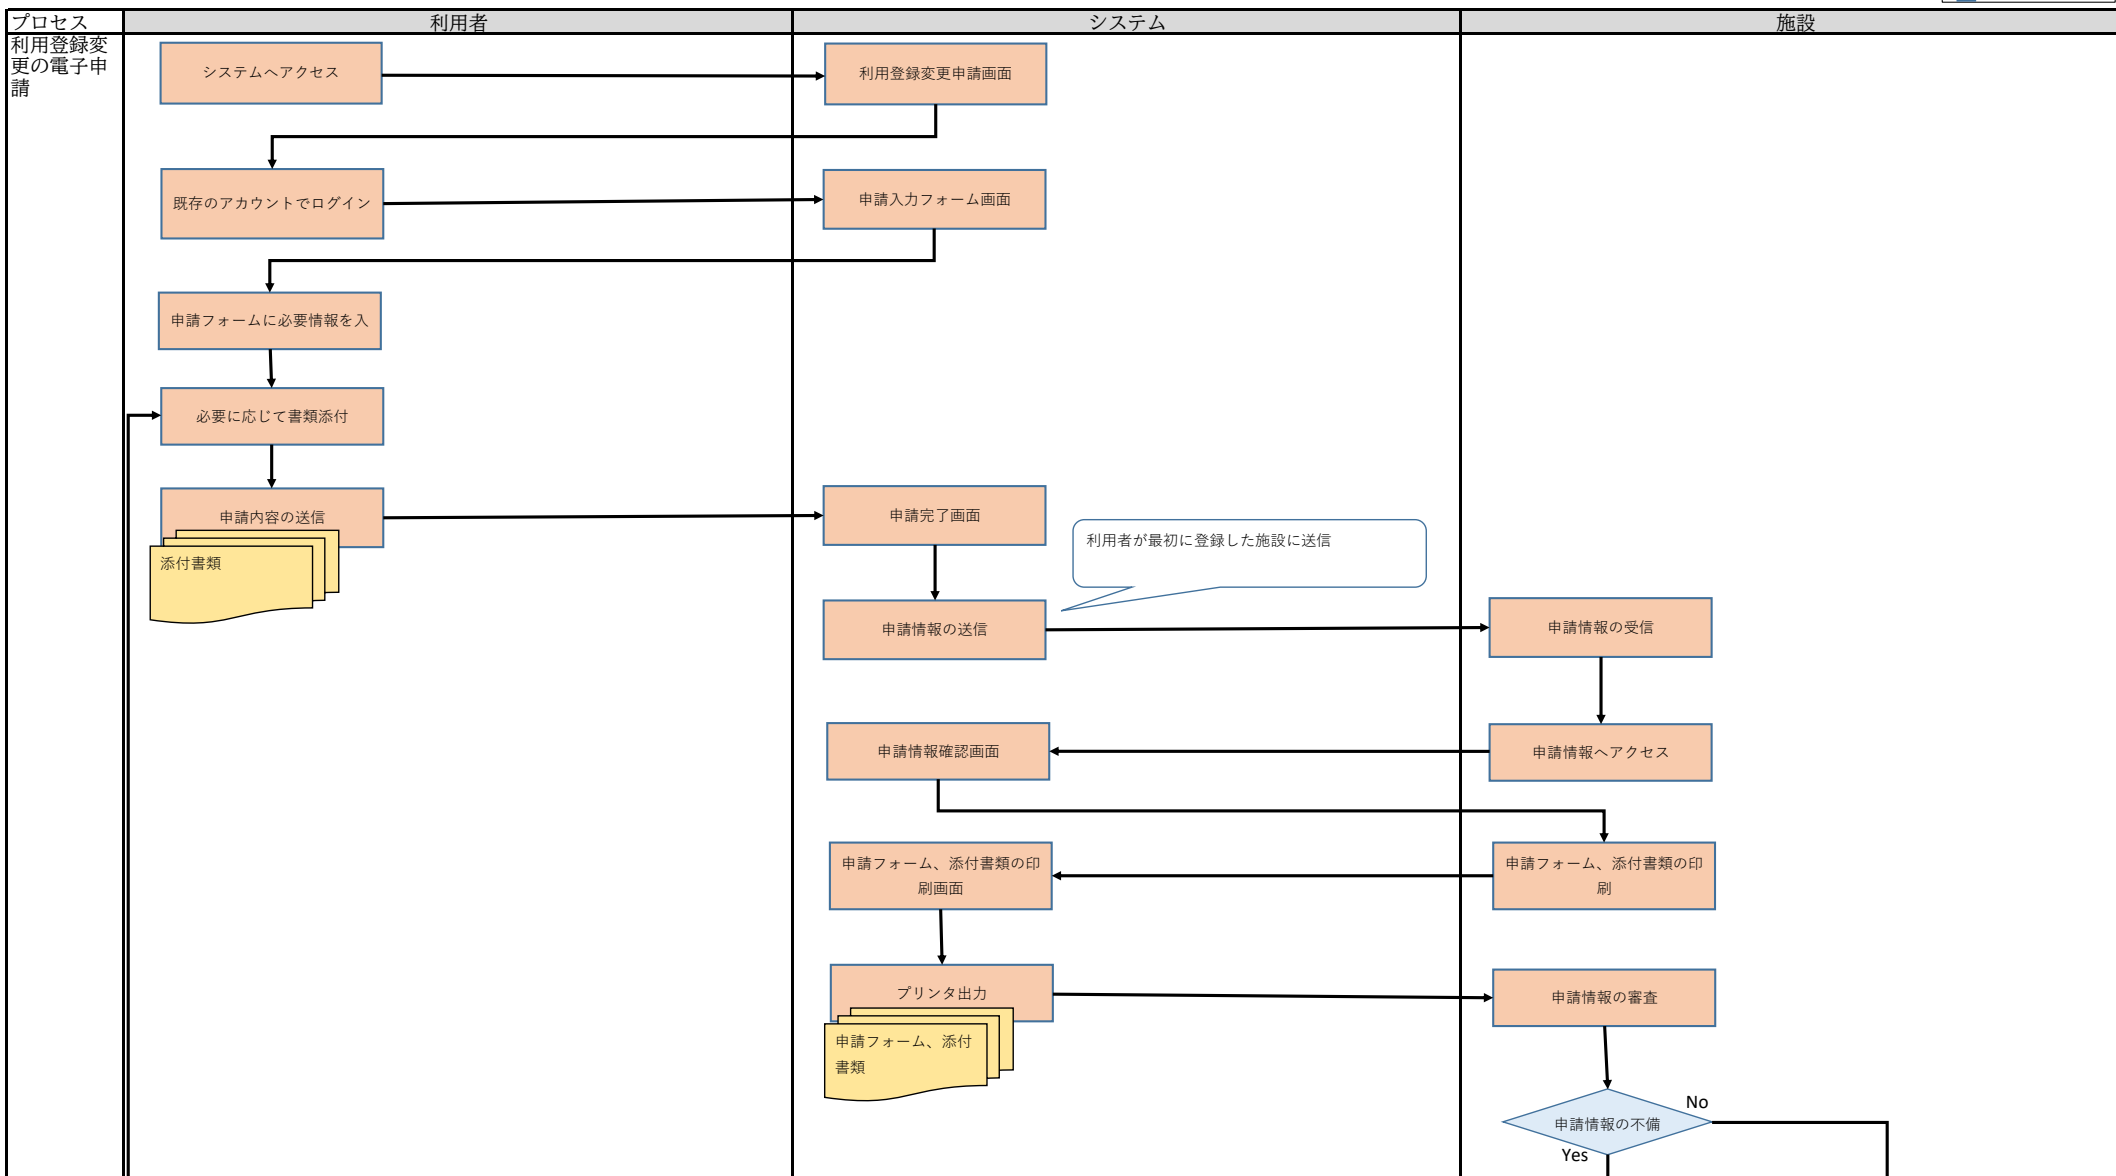 プロセス
利用者
システム
施設
利用登録変
更の電子申
請
システムへアクセス
利用登録変更申請画面
既存のアカウントでログイン
申請入力フォーム画面
申請フォームに必要情報を入
必要に応じて書類添付
申請内容の送信
添付書類
申請完了画面
利用者が最初に登録した施設に送信
申請情報の送信
申請情報の受信
申請情報確認画面
申請情報へアクセス
申請フォーム、添付書類の印
刷画面
申請フォーム、添付書類の印
刷
プリンタ出力
申請フォーム、添付
書類
申請情報の審査
申請情報の不備
No
Yes